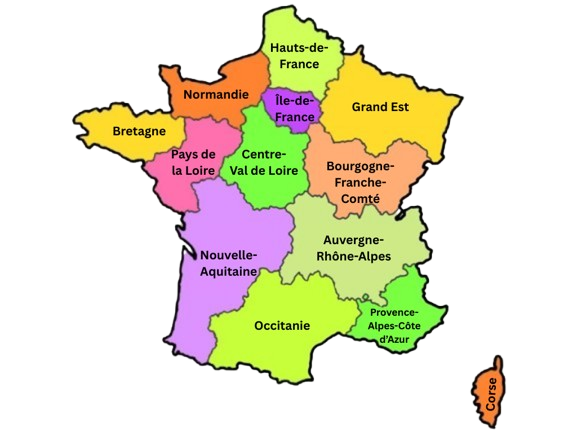 Hauts-de-
France
Normandie
Île-de-
France
Grand Est
Bretagne
Pays de
la Loire
Centre-
Val de Loire
Bourgogne-
Franche-
Comté
Auvergne-
Rhône-Alpes
Nouvelle-
Aquitaine
Occitanie
Provence-
Alpes-Côte
d'Azur
Corse